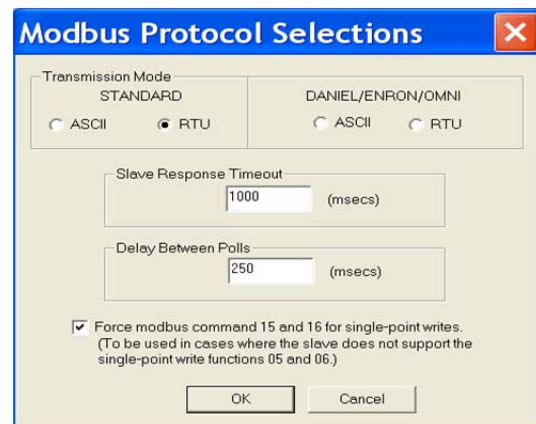 Modbus Protocol Selections
Transmission Mode
STANDARD
DANIEL/ENRON/OMNI
ASCII
RTU
ASCII
RTU
Slave Response Timeout
1000
(msecs)
Delay Between Polls
250
(msecs)
Force modbus command 15 and 16 for single-point writes.
(To be used in cases where the slave does not support the
single-point write functions 05 and 06.)
OK
Cancel